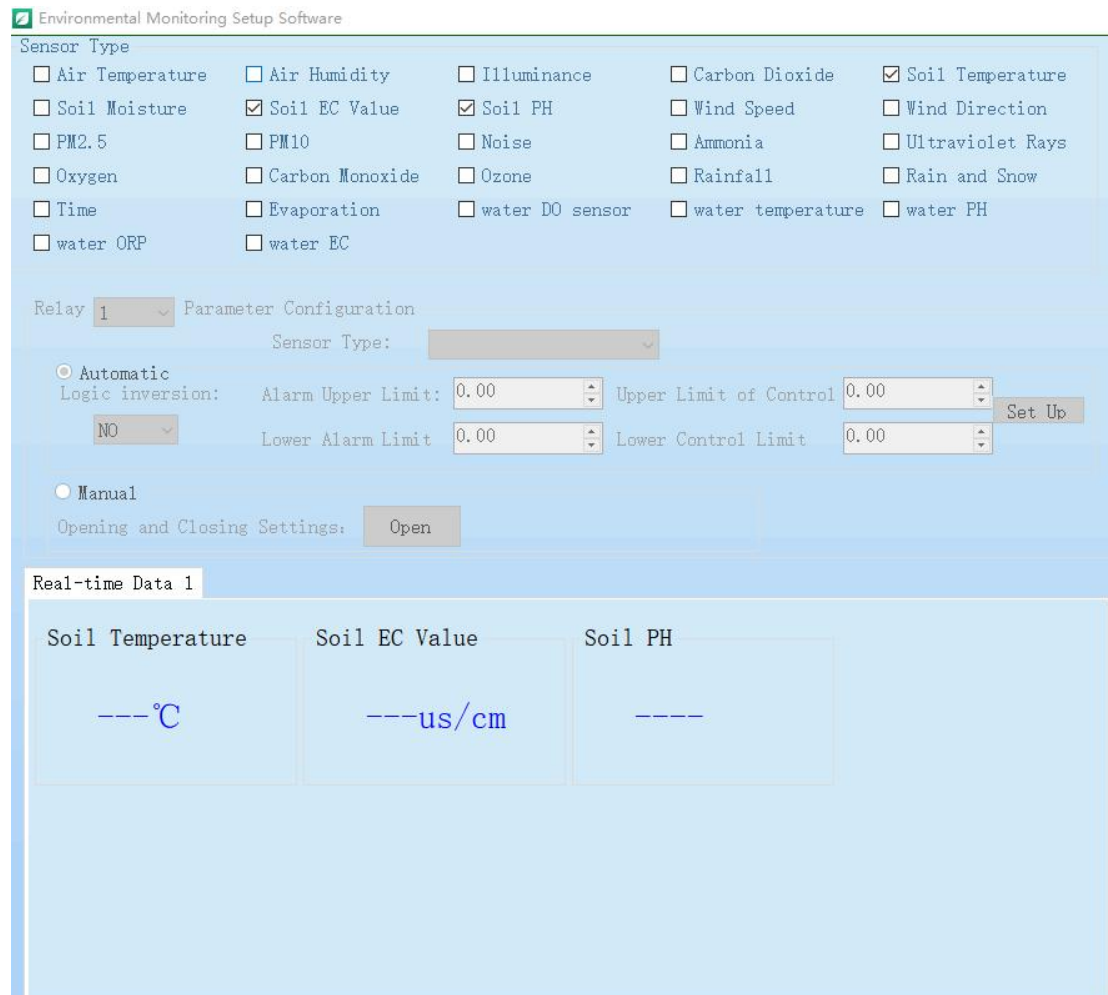 Environmental Monitoring Setup Software
Sensor Type
Air Temperature Air Humidity Illuminance Carbon Dioxide Soil Temperature
Soil Moisture Soil EC Value Soil PH Wind Speed Wind Direction
PM2.5 PM10 Noise Ammonia Ultraviolet Rays
Oxygen Carbon Monoxide Ozone Rainfall Rain and Snow
Time Evaporation water DO sensor water temperature water PH
water ORP water EC
Relay 1 Parameter Configuration
Sensor Type:
Automatic
Logic inversion: Alarm Upper Limit: 0.00 Upper Limit of Control 0.00
Set Up
NO Lower Alarm Limit 0.00 Lower Control Limit 0.00
Manual
Opening and Closing Settings: Open
Real-time Data 1
Soil Temperature Soil EC Value Soil PH
---℃ ---us/cm ----